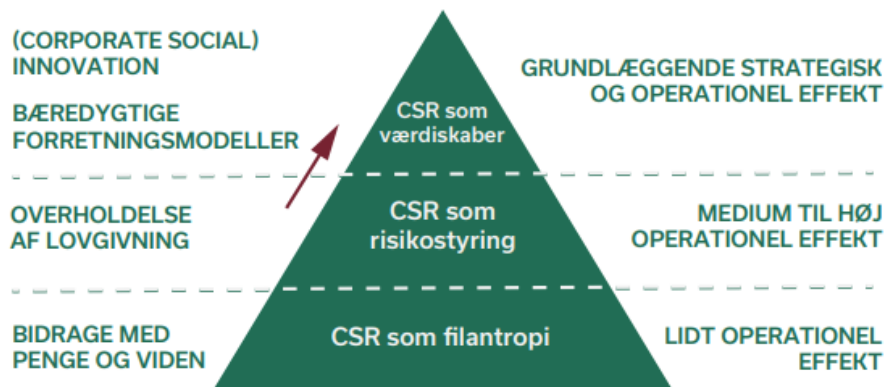 (CORPORATE SOCIAL)
INNOVATION
BÆREDYGTIGE
FORRETNINGSMODELLER
CSR som
værdiskaber
GRUNDLÆGGENDE STRATEGISK
OG OPERATIONEL EFFEKT
OVERHOLDELSE
AF LOVGIVNING
CSR som
risikostyring
MEDIUM TIL HØJ
OPERATIONEL EFFEKT
BIDRAGE MED
PENGE OG VIDEN
CSR som filantropi
LIDT OPERATIONEL
EFFEKT